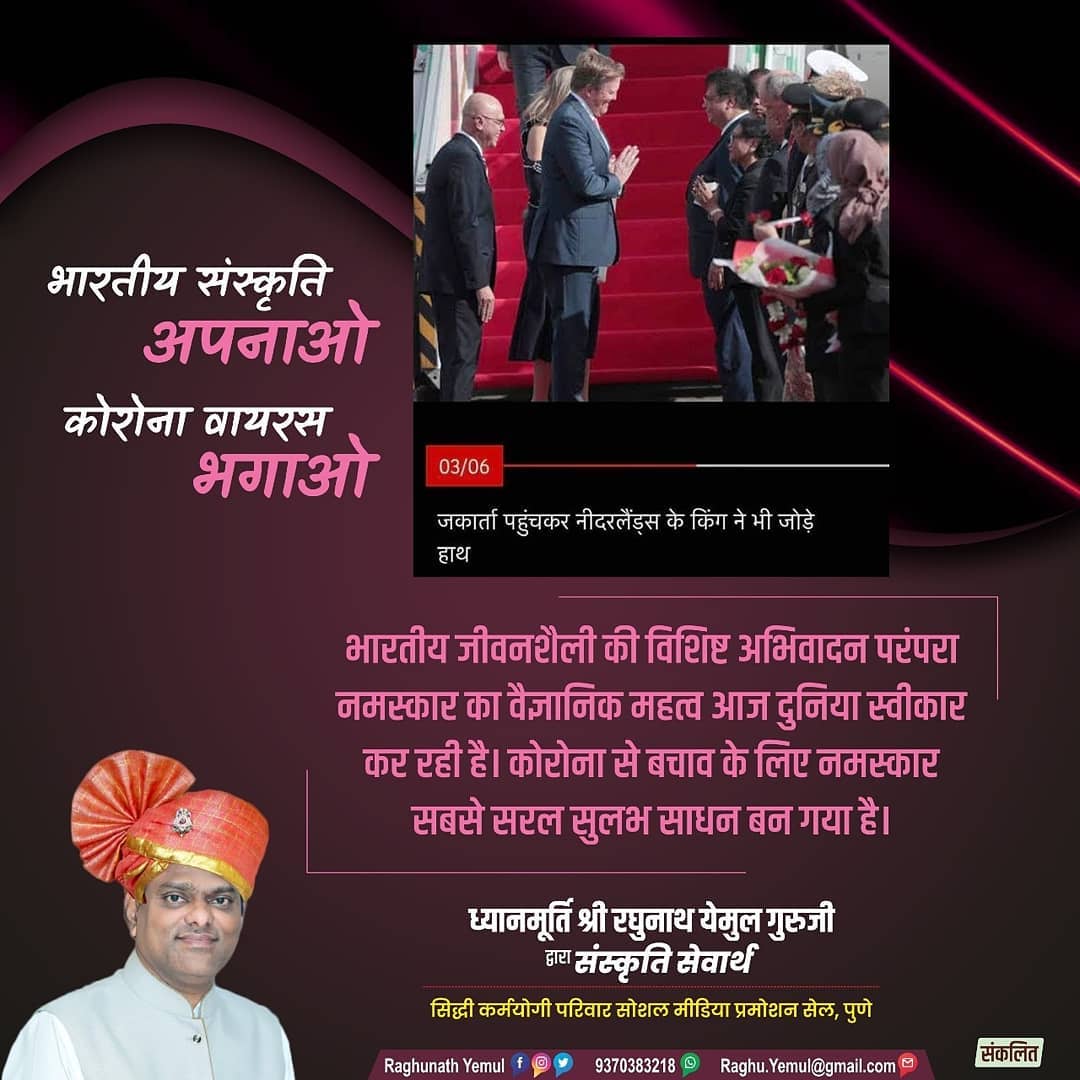 भारतीय संस्कृति
अपनाओ
कोरोना वायरस
भगाओ
03/06
जकार्ता पहुंचकर नीदरलैंड्स के किंग ने भी जोड़े
हाथ
भारतीय जीवनशैली की विशिष्ट अभिवादन परंपरा
नमस्कार का वैज्ञानिक महत्व आज दुनिया स्वीकार
कर रही है। कोरोना से बचाव के लिए नमस्कार
सबसे सरल सुलभ साधन बन गया है।
ध्यानमूर्ति श्री रघुनाथ येमुल गुरुजी
द्वारा संस्कृति सेवार्थ
सिद्धी कर्मयोगी परिवार सोशल मीडिया प्रमोशन सेल, पुणे
Raghunath Yemul 9370383218 Raghu.Yemul@gmail.com
संकलित